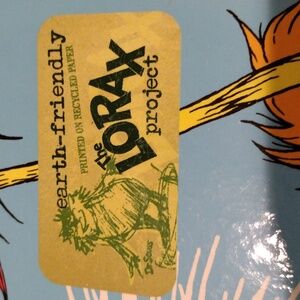 earth-friendly
PRINTED ON RECYCLED PAPER
the
LORAX
project
Dr. Seuss